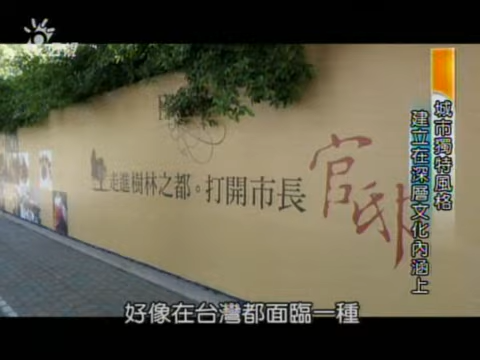 走進樹林之都。打開市長
官邸
城市獨特風格
建立在深層文化內涵上
好像在台灣都面臨一種